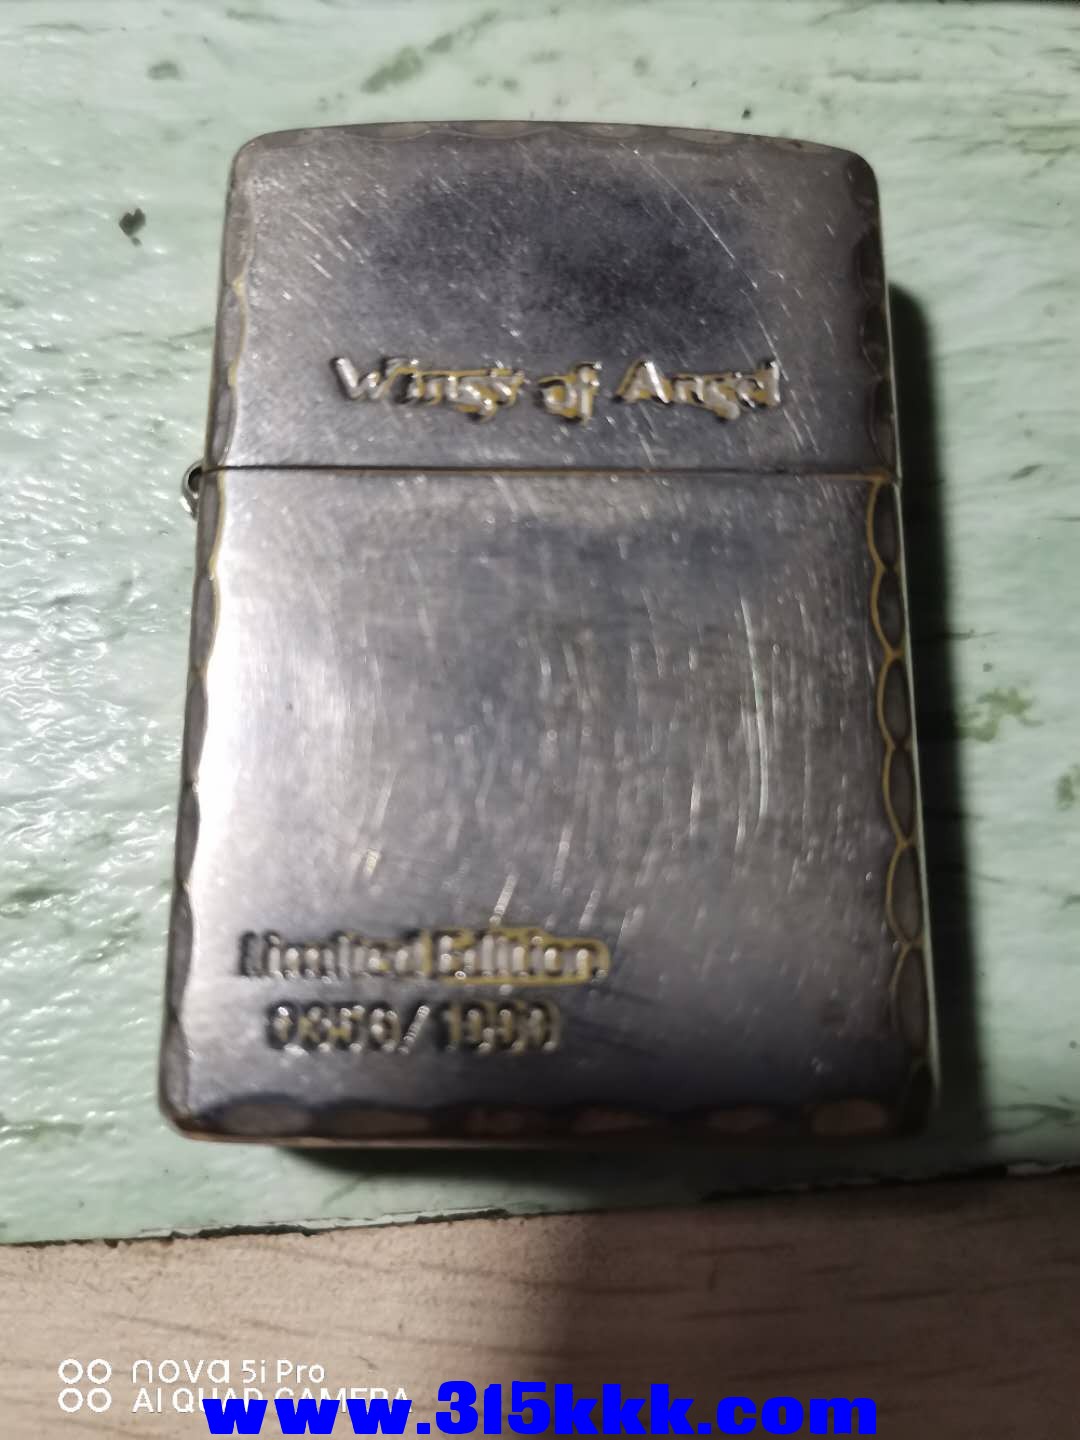 Wings of Angel
Limited Edition
nova 5i Pro
AI QUAD CAMERA
www.315kkk.com